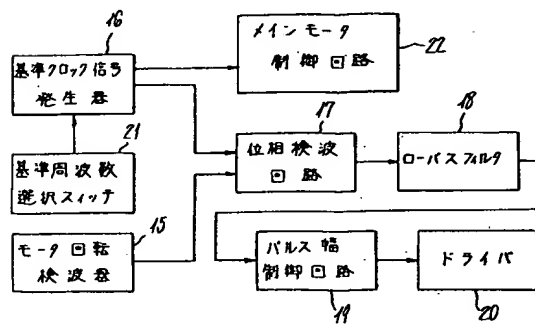 16
基準クロック信号
発生器
メインモータ
制御回路
22
21
基準周波数
選択スイッチ
17
位相検波
回路
18
ローパスフィルタ
15
モータ回転
検波器
パルス幅
制御回路
19
ドライバ
20